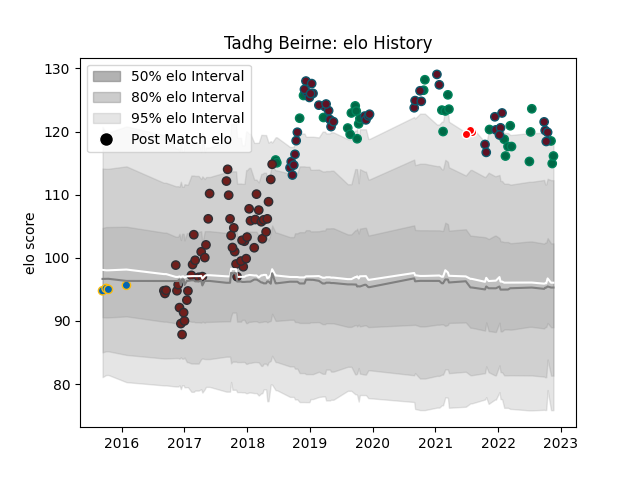 Tadhg Beirne: elo History
130
120
110
100
90
80
elo score
50% elo Interval
80% elo Interval
95% elo Interval
Post Match elo
2016
2017
2018
2019
2020
2021
2022
2023